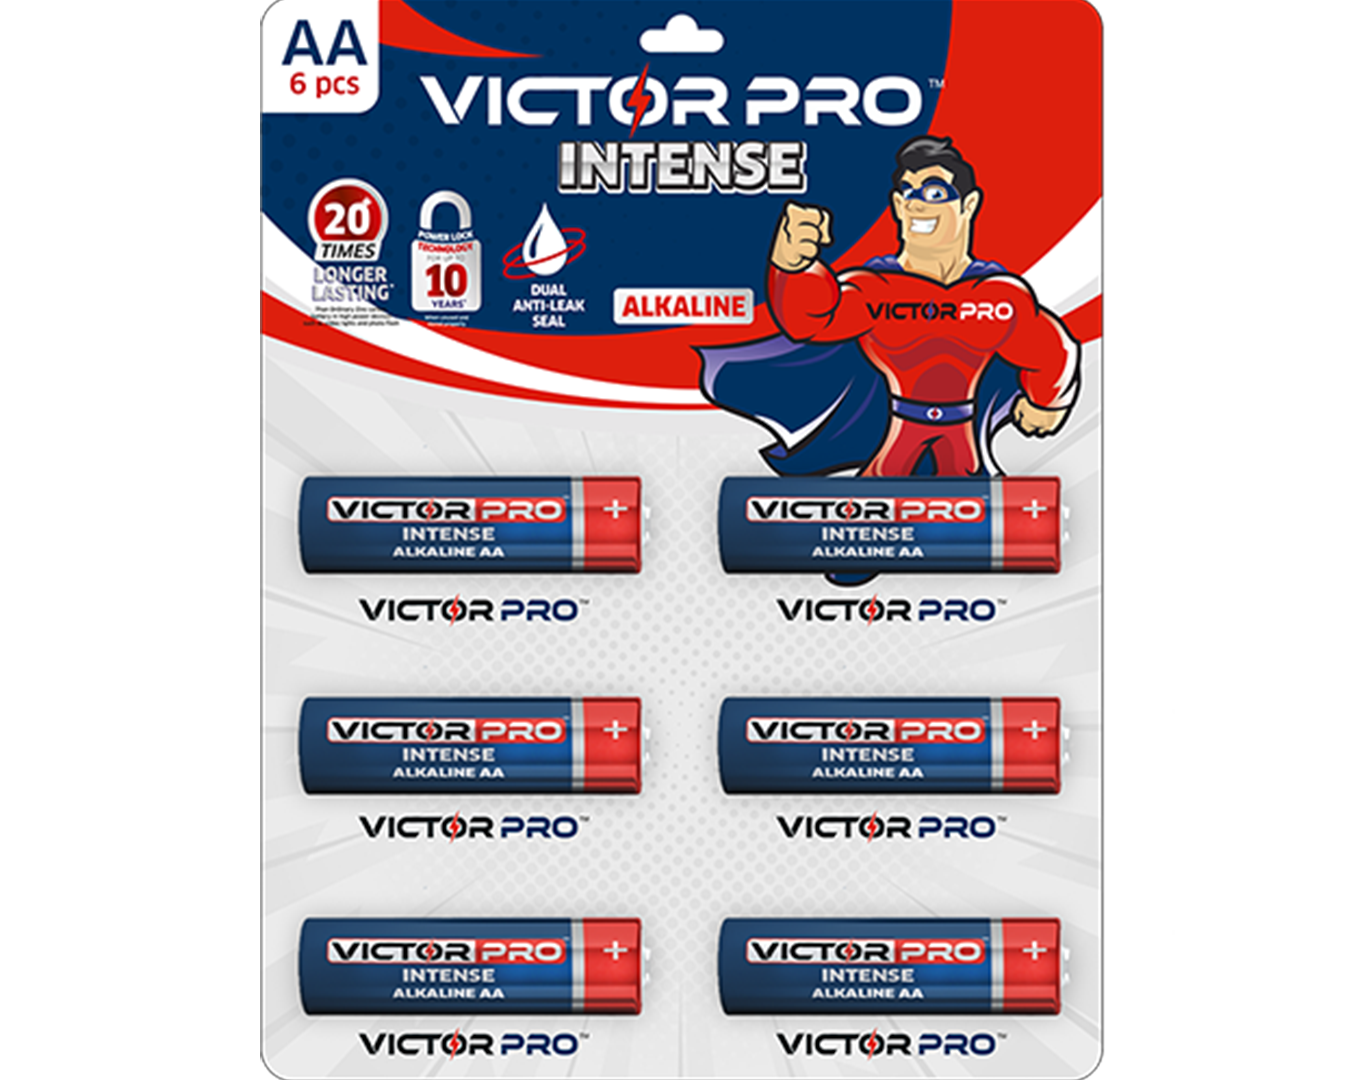 AA
6 pcs
VICTOR PRO™
INTENSE
20*
TIMES
LONGER
LASTING*
POWER LOCK
TECHNOLOGY
FOR UP TO
10
YEARS*
DUAL
ANTI-LEAK
SEAL
ALKALINE
VICTOR PRO
VICTOR PRO
INTENSE
ALKALINE AA
+
VICTOR PRO™
VICTOR PRO
INTENSE
ALKALINE AA
+
VICTOR PRO™
VICTOR PRO
INTENSE
ALKALINE AA
+
VICTOR PRO™
VICTOR PRO
INTENSE
ALKALINE AA
+
VICTOR PRO™
VICTOR PRO
INTENSE
ALKALINE AA
+
VICTOR PRO™
VICTOR PRO
INTENSE
ALKALINE AA
+
VICTOR PRO™